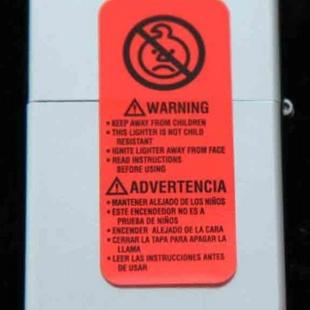 WARNING
• KEEP AWAY FROM CHILDREN
• THIS LIGHTER IS NOT CHILD
RESISTANT
• IGNITE LIGHTER AWAY FROM FACE
• READ INSTRUCTIONS
BEFORE USING
ADVERTENCIA
• MANTENER ALEJADO DE LOS NIÑOS
• ESTE ENCENDEDOR NO ES A
PRUEBA DE NIÑOS
• ENCENDER ALEJADO DE LA CARA
• CERRAR LA TAPA PARA APAGAR LA
LLAMA
• LEER LAS INSTRUCCIONES ANTES
DE USAR